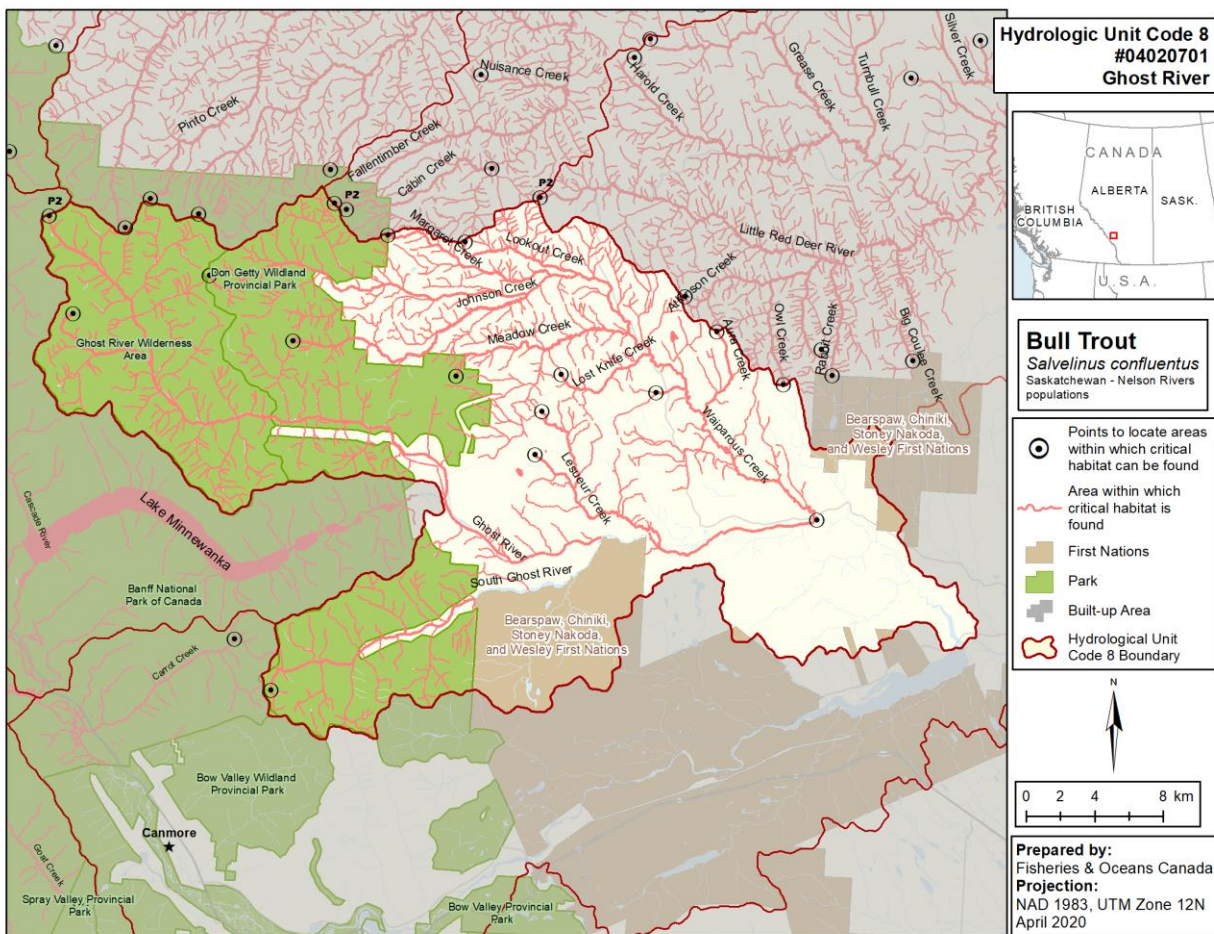 Hydrologic Unit Code 8
#04020701
Ghost River
CANADA
ALBERTA
SASK.
BRITISH
COLUMBIA
U.S.A.
Bull Trout
Salvelinus confluentus
Saskatchewan - Nelson Rivers
populations
Points to locate areas
within which critical
habitat can be found
Area within which
critical habitat is
found
First Nations
Park
Built-up Area
Hydrological Unit
Code 8 Boundary
N
0 2 4 8 km
Prepared by:
Fisheries & Oceans Canada
Projection:
NAD 1983, UTM Zone 12N
April 2020
Silver Creek
Grease Creek
Turnbull Creek
Harold Creek
Nuisance Creek
Pinto Creek
Fallentimber Creek
Cabin Creek
P2
P2
P2
Margaret Creek
Lookout Creek
Little Red Deer River
Atkinson Creek
Don Getty Wildland
Provincial Park
Johnson Creek
Meadow Creek
Aura Creek
Owl Creek
Rabbit Creek
Big Coulee Creek
Ghost River Wilderness
Area
Lost Knife Creek
Waiparous Creek
Bearspaw, Chiniki,
Stoney Nakoda,
and Wesley First Nations
Lesueur Creek
Cascade River
Lake Minnewanka
Ghost River
South Ghost River
Banff National
Park of Canada
Bearspaw, Chiniki,
Stoney Nakoda,
and Wesley First Nations
Carrot Creek
Bow Valley Wildland
Provincial Park
Canmore
Goat Creek
Spray Valley Provincial
Park
Bow Valley Provincial
Park